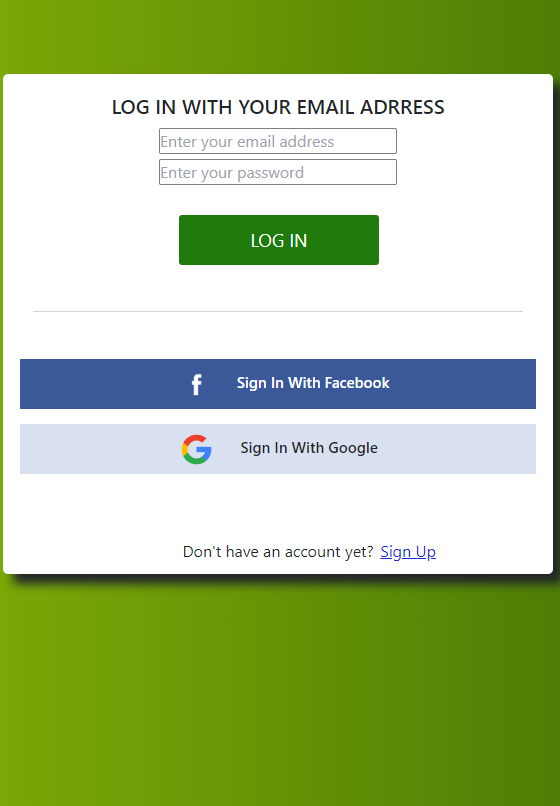 LOG IN WITH YOUR EMAIL ADRRESS
Enter your email address
Enter your password
LOG IN
Sign In With Facebook
Sign In With Google
Don't have an account yet? Sign Up